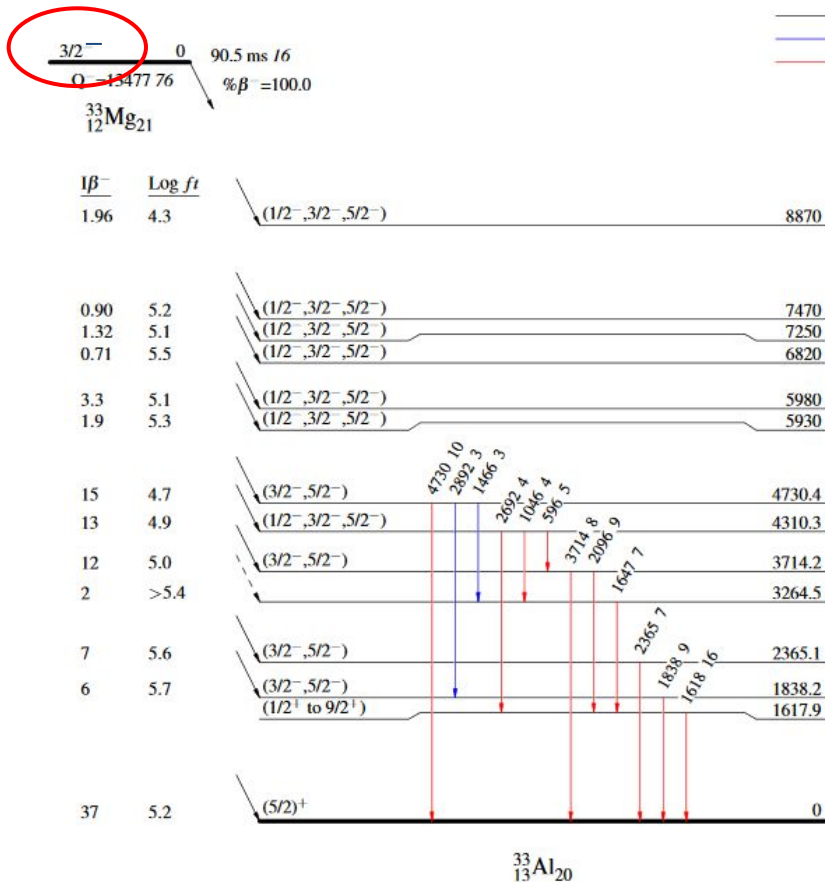 3/2⁻ 0 90.5 ms 16
Q⁻=13477 76 %β⁻=100.0
³³₁₂Mg₂₁
Iβ⁻ Log ft
1.96 4.3 (1/2⁻,3/2⁻,5/2⁻) 8870
0.90 5.2 (1/2⁻,3/2⁻,5/2⁻) 7470
1.32 5.1 (1/2⁻,3/2⁻,5/2⁻) 7250
0.71 5.5 (1/2⁻,3/2⁻,5/2⁻) 6820
3.3 5.1 (1/2⁻,3/2⁻,5/2⁻) 5980
1.9 5.3 (1/2⁻,3/2⁻,5/2⁻) 5930
4730 10 2892 3 1466 3 2692 4 1046 4 596 5 3714 8 2096 9 1647 7 2365 7 1838 9 1618 16
15 4.7 (3/2⁻,5/2⁻) 4730.4
13 4.9 (1/2⁻,3/2⁻,5/2⁻) 4310.3
12 5.0 (3/2⁻,5/2⁻) 3714.2
2 >5.4 3264.5
7 5.6 (3/2⁻,5/2⁻) 2365.1
6 5.7 (3/2⁻,5/2⁻) 1838.2
(1/2⁺ to 9/2⁺) 1617.9
37 5.2 (5/2)⁺ 0
³³₁₃Al₂₀